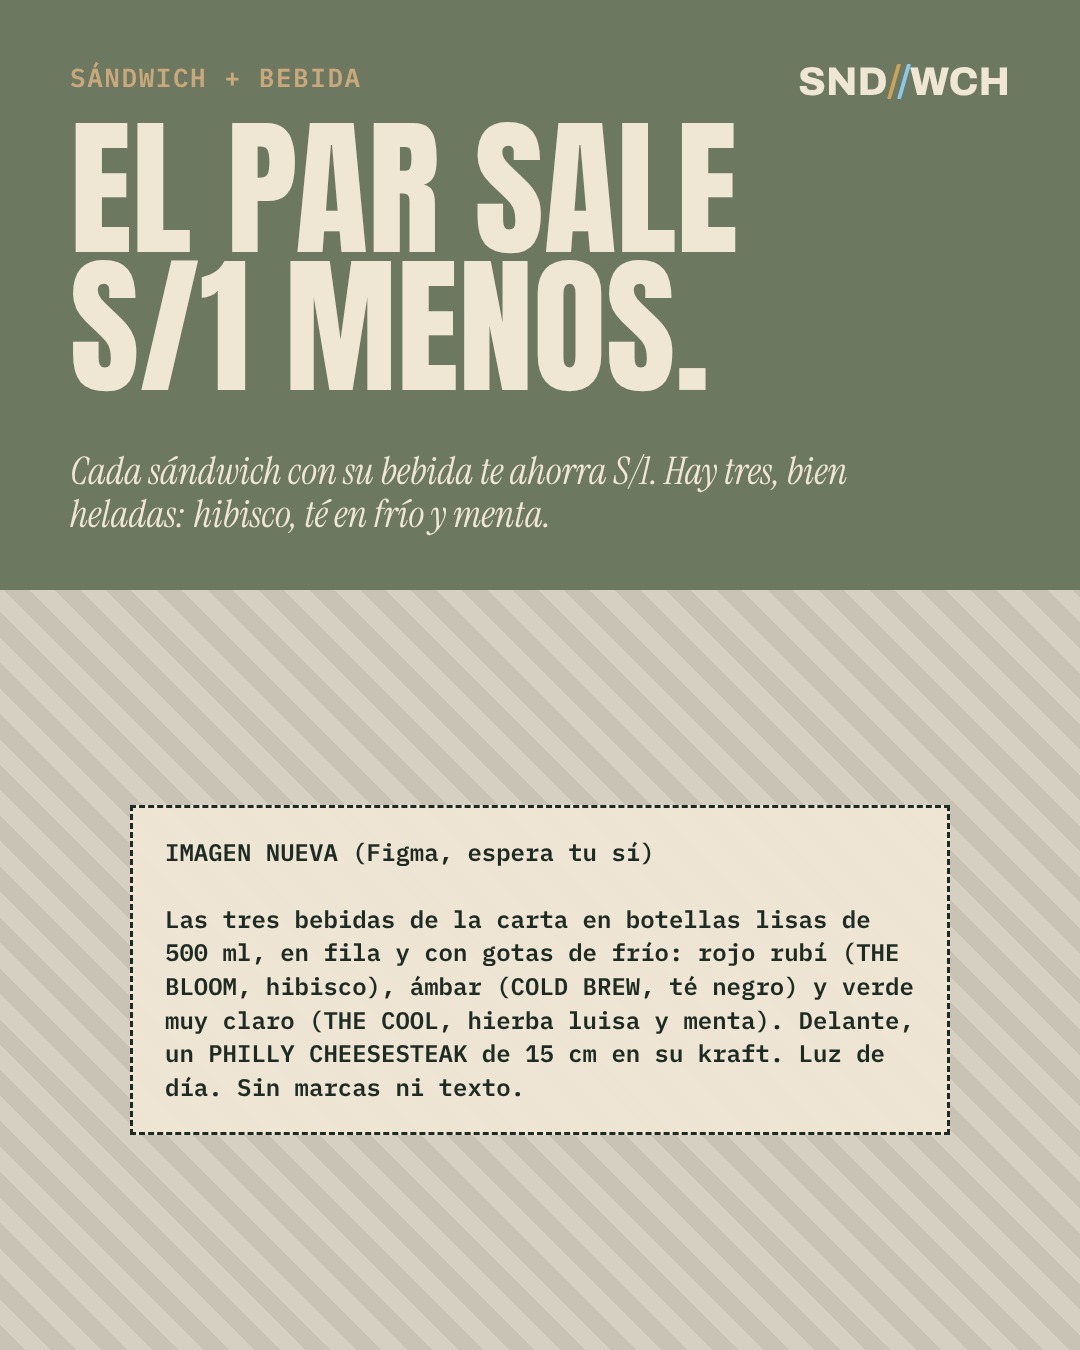 SÁNDWICH + BEBIDA
SND//WCH
EL PAR SALE
S/1 MENOS.
Cada sándwich con su bebida te ahorra S/1. Hay tres, bien
heladas: hibisco, té en frío y menta.
IMAGEN NUEVA (Figma, espera tu sí)
Las tres bebidas de la carta en botellas lisas de
500 ml, en fila y con gotas de frío: rojo rubí (THE
BLOOM, hibisco), ámbar (COLD BREW, té negro) y verde
muy claro (THE COOL, hierba luisa y menta). Delante,
un PHILLY CHEESESTEAK de 15 cm en su kraft. Luz de
día. Sin marcas ni texto.